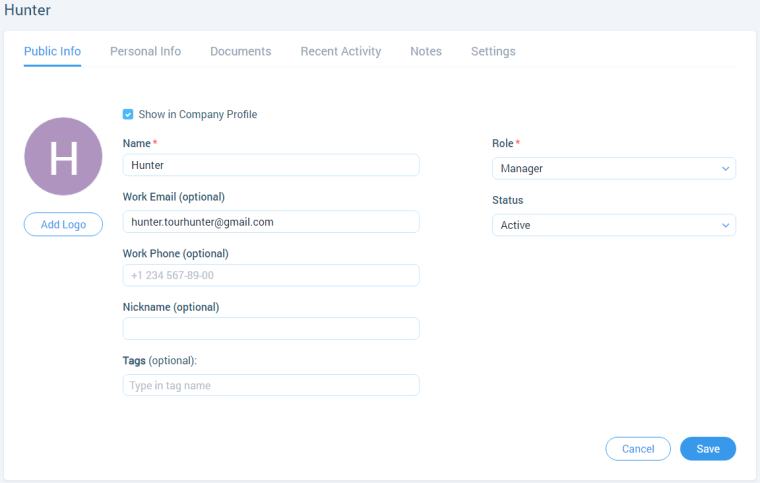 Hunter
Public Info Personal Info Documents Recent Activity Notes Settings
H
Add Logo
Show in Company Profile
Name *
Hunter
Work Email (optional)
hunter.tourhunter@gmail.com
Work Phone (optional)
+1 234 567-89-00
Nickname (optional)
Tags (optional):
Type in tag name
Role *
Manager
Status
Active
Cancel Save